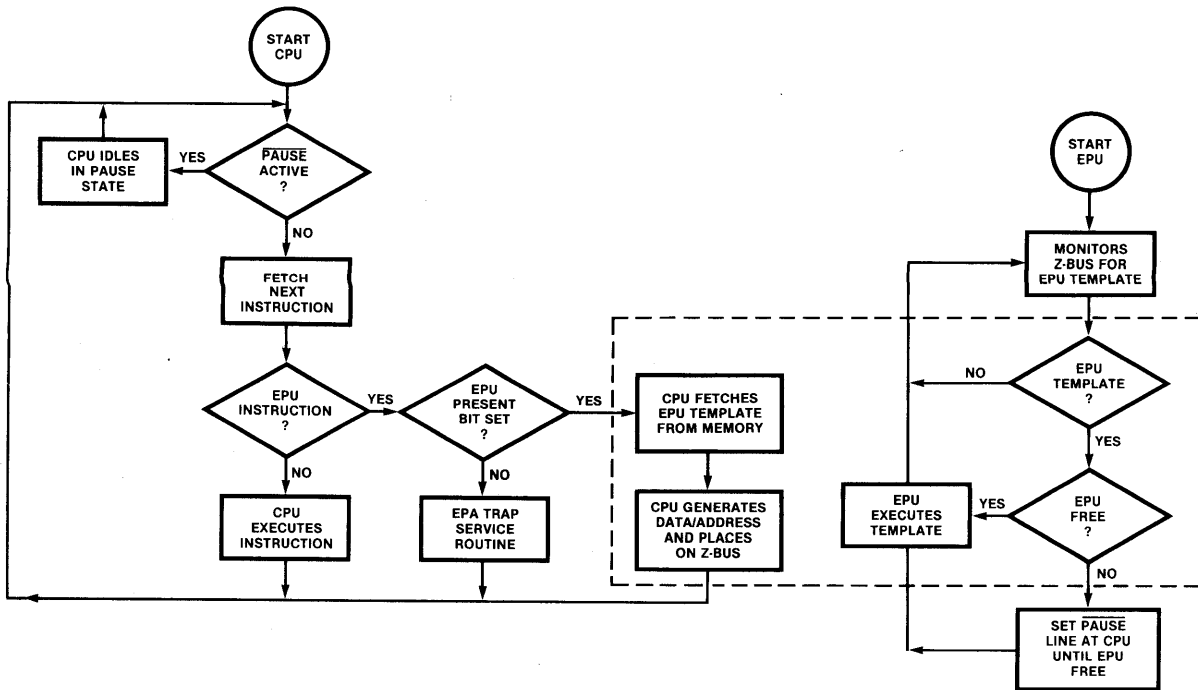 START
CPU
PAUSE
ACTIVE
?
YES
CPU IDLES
IN PAUSE
STATE
NO
FETCH
NEXT
INSTRUCTION
EPU
INSTRUCTION
?
YES
NO
CPU
EXECUTES
INSTRUCTION
EPU
PRESENT
BIT SET
?
YES
NO
EPA TRAP
SERVICE
ROUTINE
CPU FETCHES
EPU TEMPLATE
FROM MEMORY
CPU GENERATES
DATA/ADDRESS
AND PLACES
ON Z-BUS
START
EPU
MONITORS
Z-BUS FOR
EPU TEMPLATE
EPU
TEMPLATE
?
NO
YES
EPU
FREE
?
YES
EPU
EXECUTES
TEMPLATE
NO
SET PAUSE
LINE AT CPU
UNTIL EPU
FREE